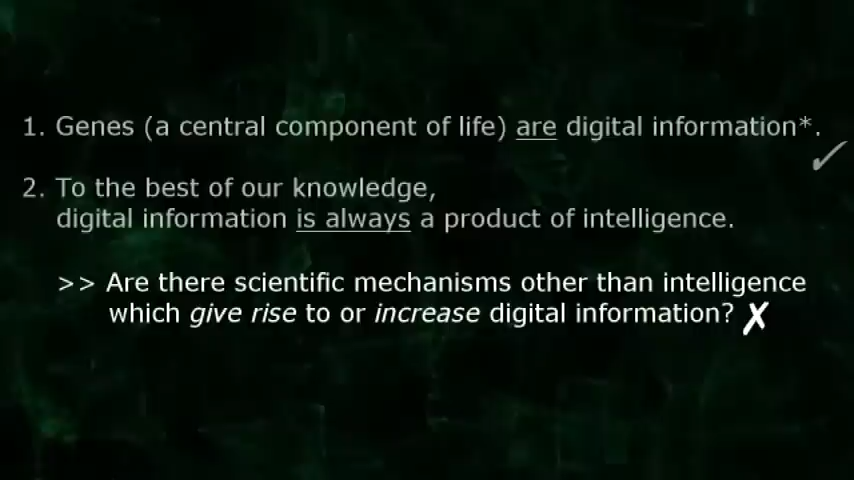 1. Genes (a central component of life) are digital information*.
✓
2. To the best of our knowledge,
digital information is always a product of intelligence.
>> Are there scientific mechanisms other than intelligence
which give rise to or increase digital information? ✗